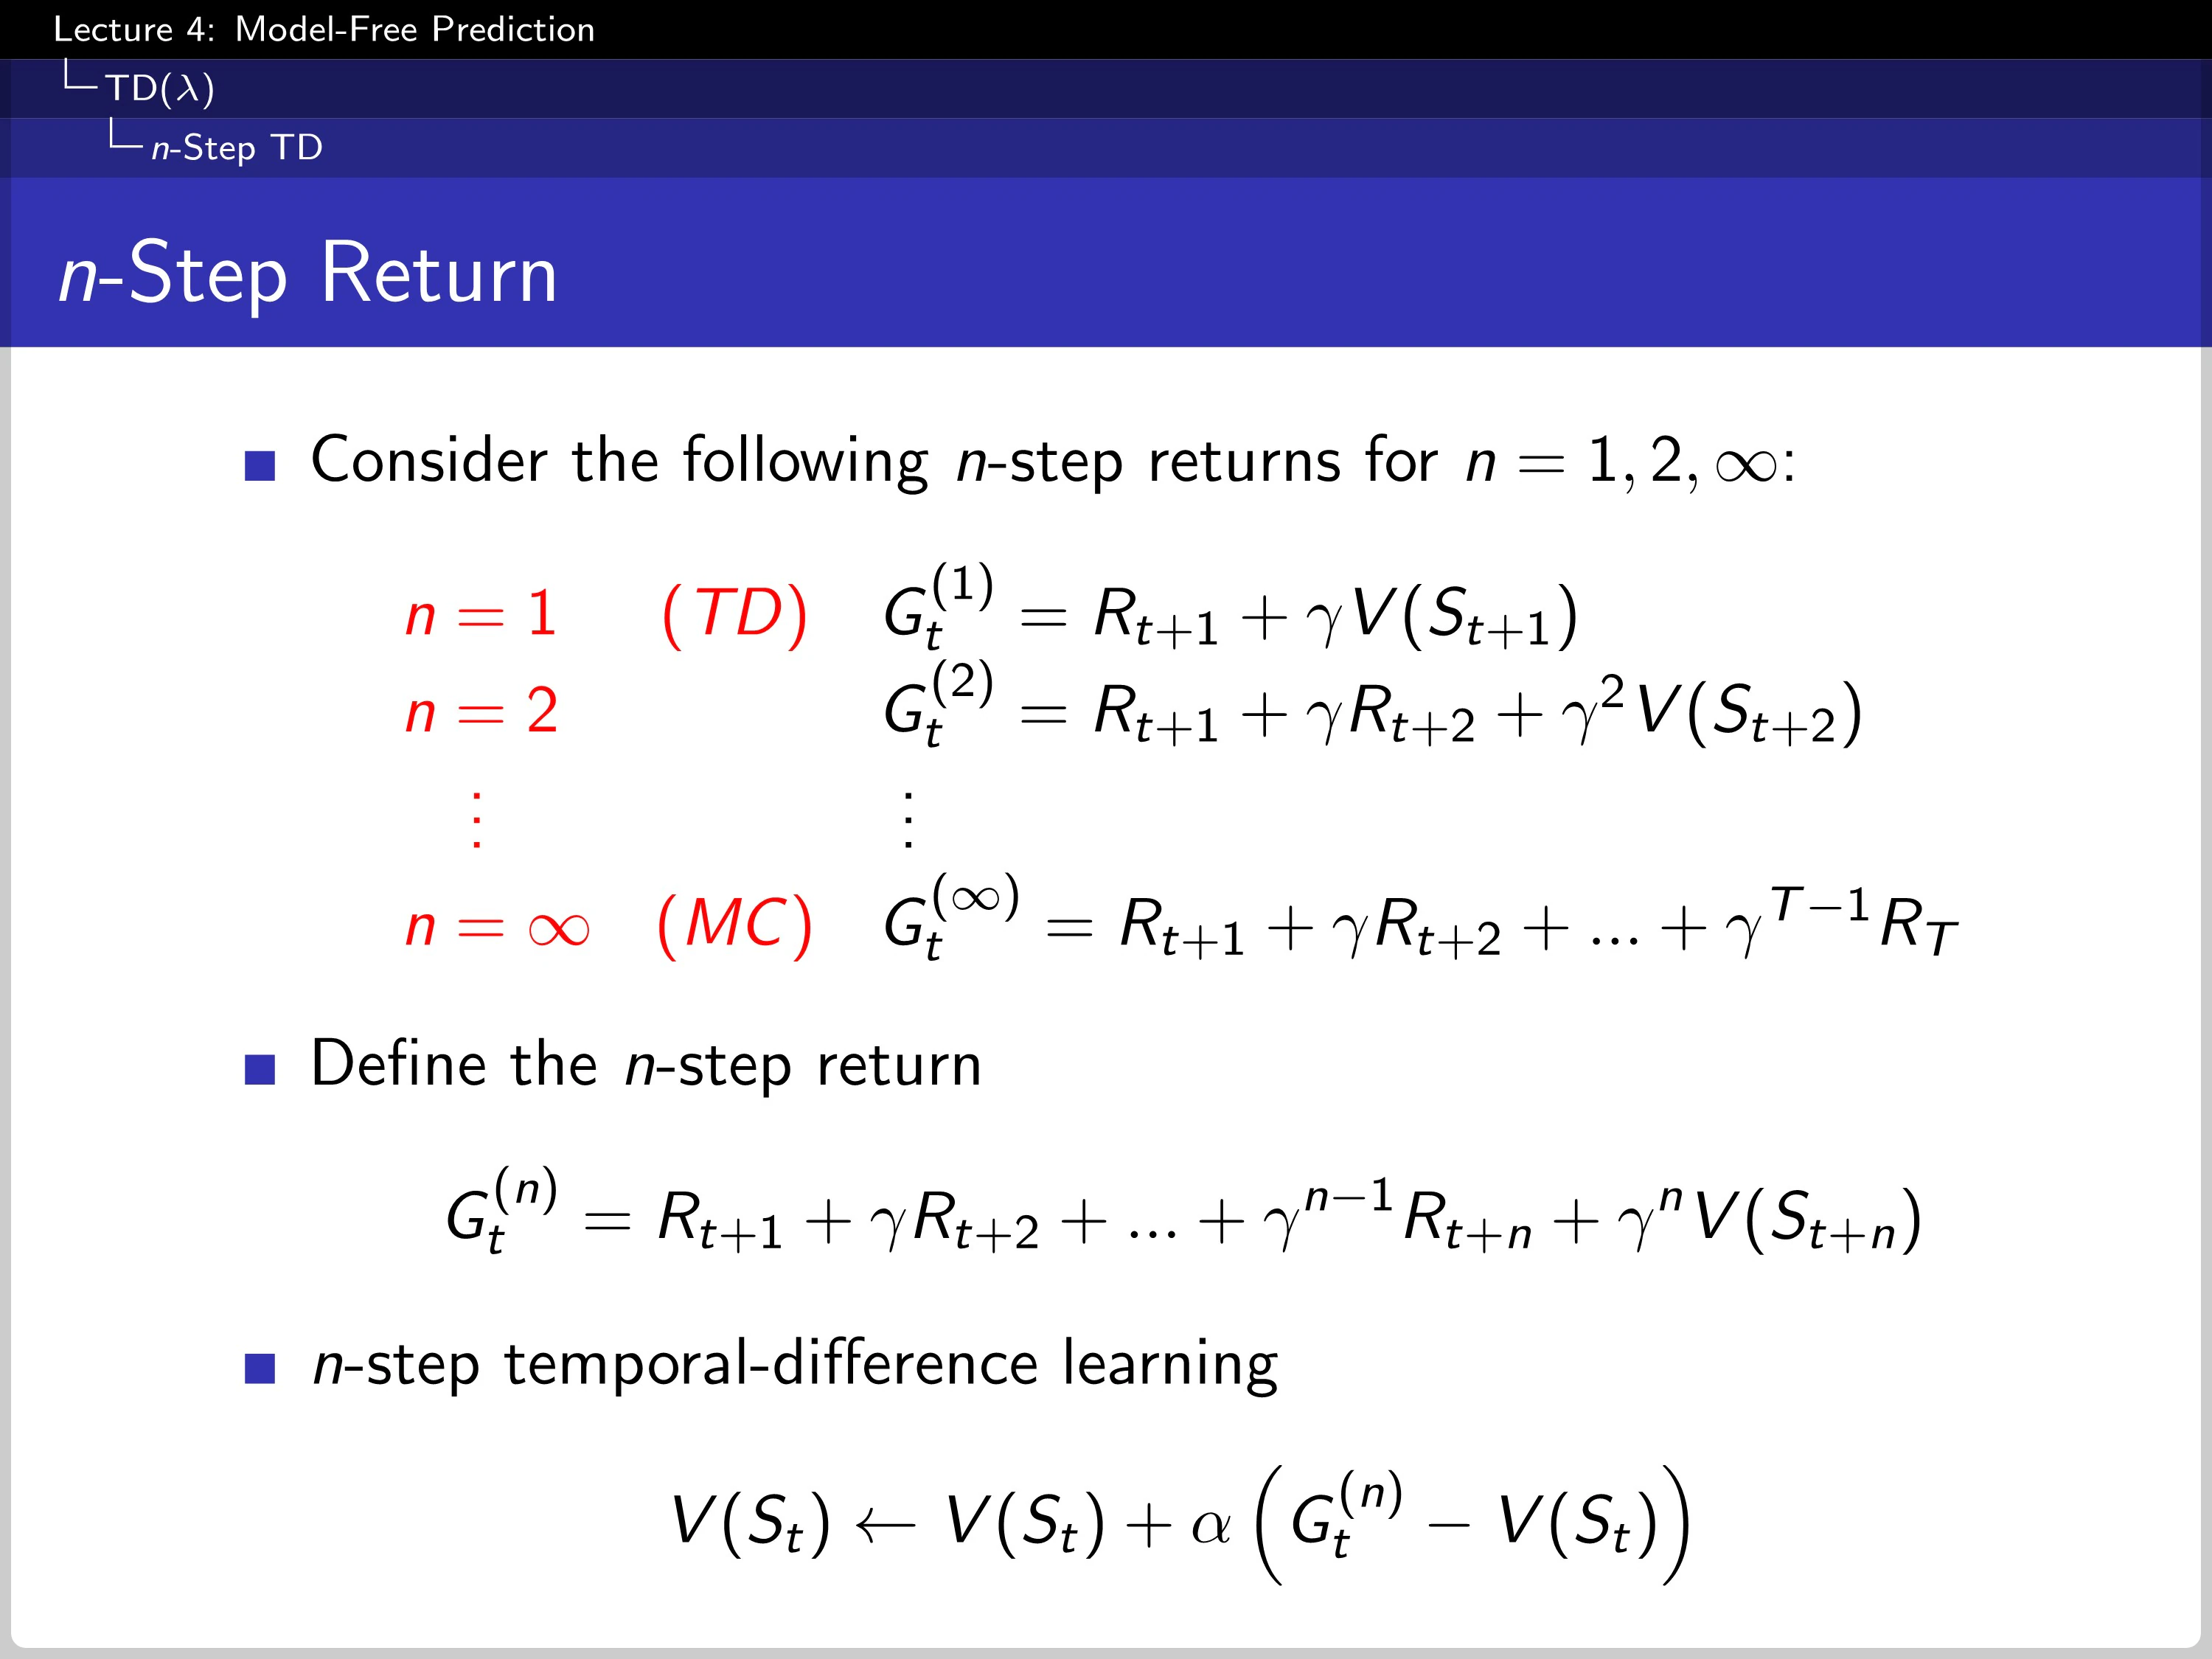 Lecture 4: Model-Free Prediction
TD(λ)
n-Step TD
n-Step Return
Consider the following n-step returns for n = 1, 2, ∞:
n = 1 (TD) G_t^{(1)} = R_{t+1} + γV(S_{t+1})
n = 2 G_t^{(2)} = R_{t+1} + γR_{t+2} + γ^2V(S_{t+2})
⋮ ⋮
n = ∞ (MC) G_t^{(∞)} = R_{t+1} + γR_{t+2} + ... + γ^{T−1}R_T
Define the n-step return
G_t^{(n)} = R_{t+1} + γR_{t+2} + ... + γ^{n−1}R_{t+n} + γ^nV(S_{t+n})
n-step temporal-difference learning
V(S_t) ← V(S_t) + α(G_t^{(n)} − V(S_t))